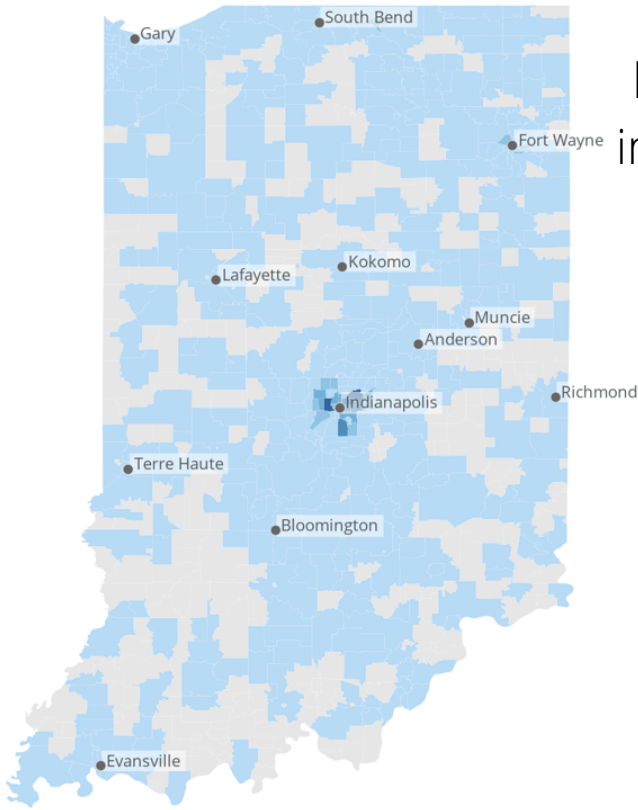 South Bend
Gary
Fort Wayne
Kokomo
Lafayette
Muncie
Anderson
Richmond
Indianapolis
Terre Haute
Bloomington
Evansville